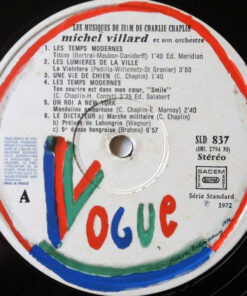 LES MUSIQUES DE FILM DE CHARLIE CHAPLIN
michel villard et son orchestre
1. LES TEMPS MODERNES
Titine (Bertral-Maubon-Daniderff) 1'40 Ed. Meridian
2. LES LUMIERES DE LA VILLE
La Violetera (Padilla-Willemetz-St Granier) 3'50
3. UNE VIE DE CHIEN (C. Chaplin) 1'40
4. LES TEMPS MODERNES
Ton sourire est dans mon cœur, "Smile"
(C. Chaplin-H. Contet) 3'35 Ed. Salabert
5. UN ROI A NEW YORK
Mandoline amoureuse (C. Chaplin-E. Marney) 2'40
6. LE DICTATEUR a) Marche militaire (C. Chaplin)
b) Prélude de Lohengrin (Wagner)
c) 5e danse hongroise (Brahms) 6'57
SLD 837
Stéréo
SACEM
A
Série Standard
℗ 1972
VOGUE